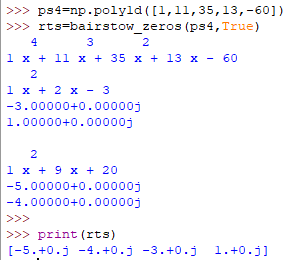 >>> ps4=np.poly1d([1,11,35,13,-60])
>>> rts=bairstow_zeros(ps4,True)
   4      3      2
1 x + 11 x + 35 x + 13 x - 60
   2
1 x + 2 x - 3
-3.00000+0.00000j
1.00000+0.00000j
   2
1 x + 9 x + 20
-5.00000+0.00000j
-4.00000+0.00000j
>>>
>>> print(rts)
[-5.+0.j -4.+0.j -3.+0.j  1.+0.j]